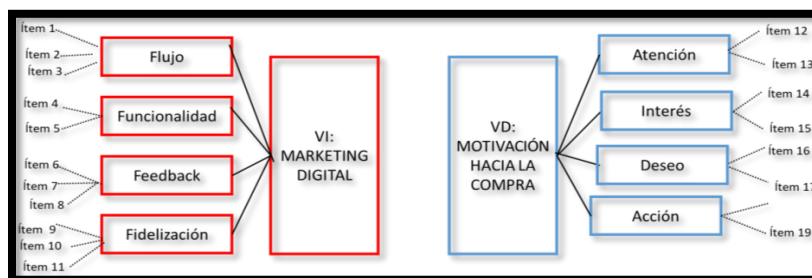 Ítem 1
Ítem 2
Ítem 3
Flujo
Ítem 4
Ítem 5
Funcionalidad
Ítem 6
Ítem 7
Ítem 8
Feedback
Ítem 9
Ítem 10
Ítem 11
Fidelización
VI:
MARKETING
DIGITAL
VD:
MOTIVACIÓN
HACIA LA
COMPRA
Atención
Ítem 12
Ítem 13
Interés
Ítem 14
Ítem 15
Deseo
Ítem 16
Ítem 17
Acción
Ítem 19